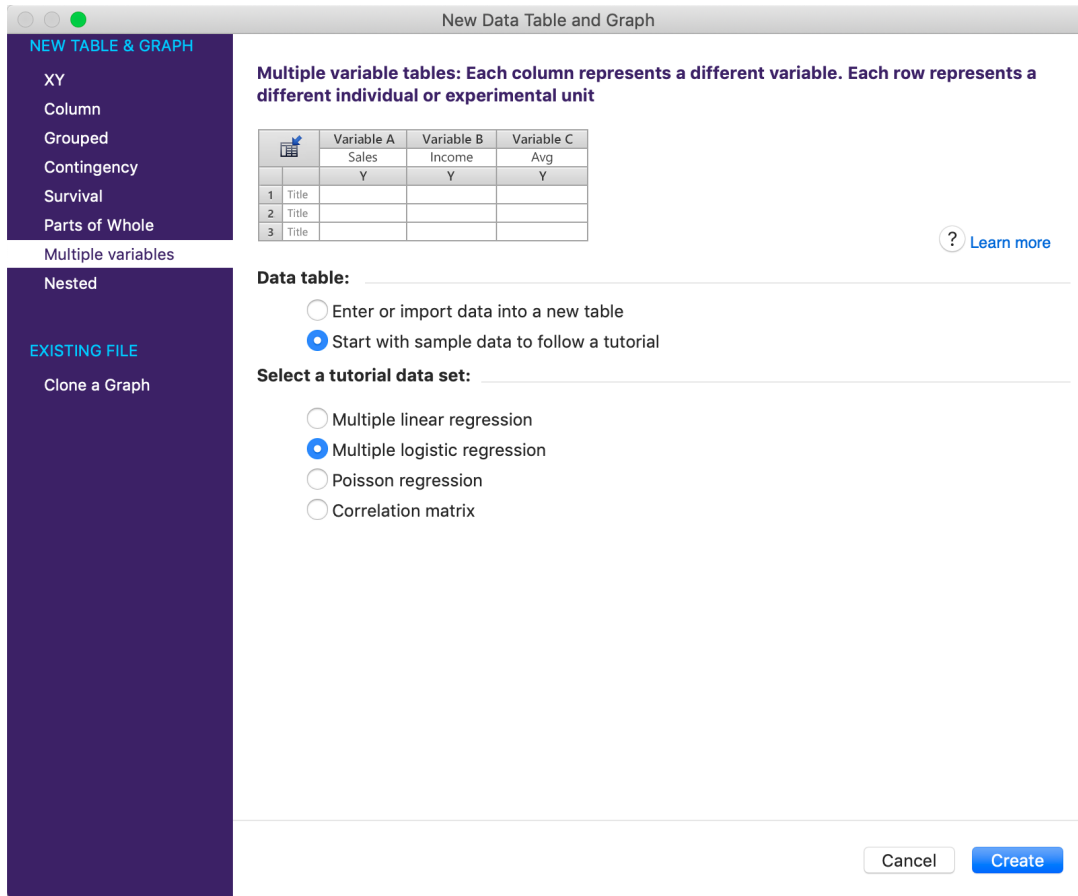 New Data Table and Graph
NEW TABLE & GRAPH
XY
Column
Grouped
Contingency
Survival
Parts of Whole
Multiple variables
Nested
EXISTING FILE
Clone a Graph
Multiple variable tables: Each column represents a different variable. Each row represents a
different individual or experimental unit
Variable A Variable B Variable C
Sales Income Avg
Y Y Y
1 Title
2 Title
3 Title
? Learn more
Data table:
Enter or import data into a new table
Start with sample data to follow a tutorial
Select a tutorial data set:
Multiple linear regression
Multiple logistic regression
Poisson regression
Correlation matrix
Cancel Create